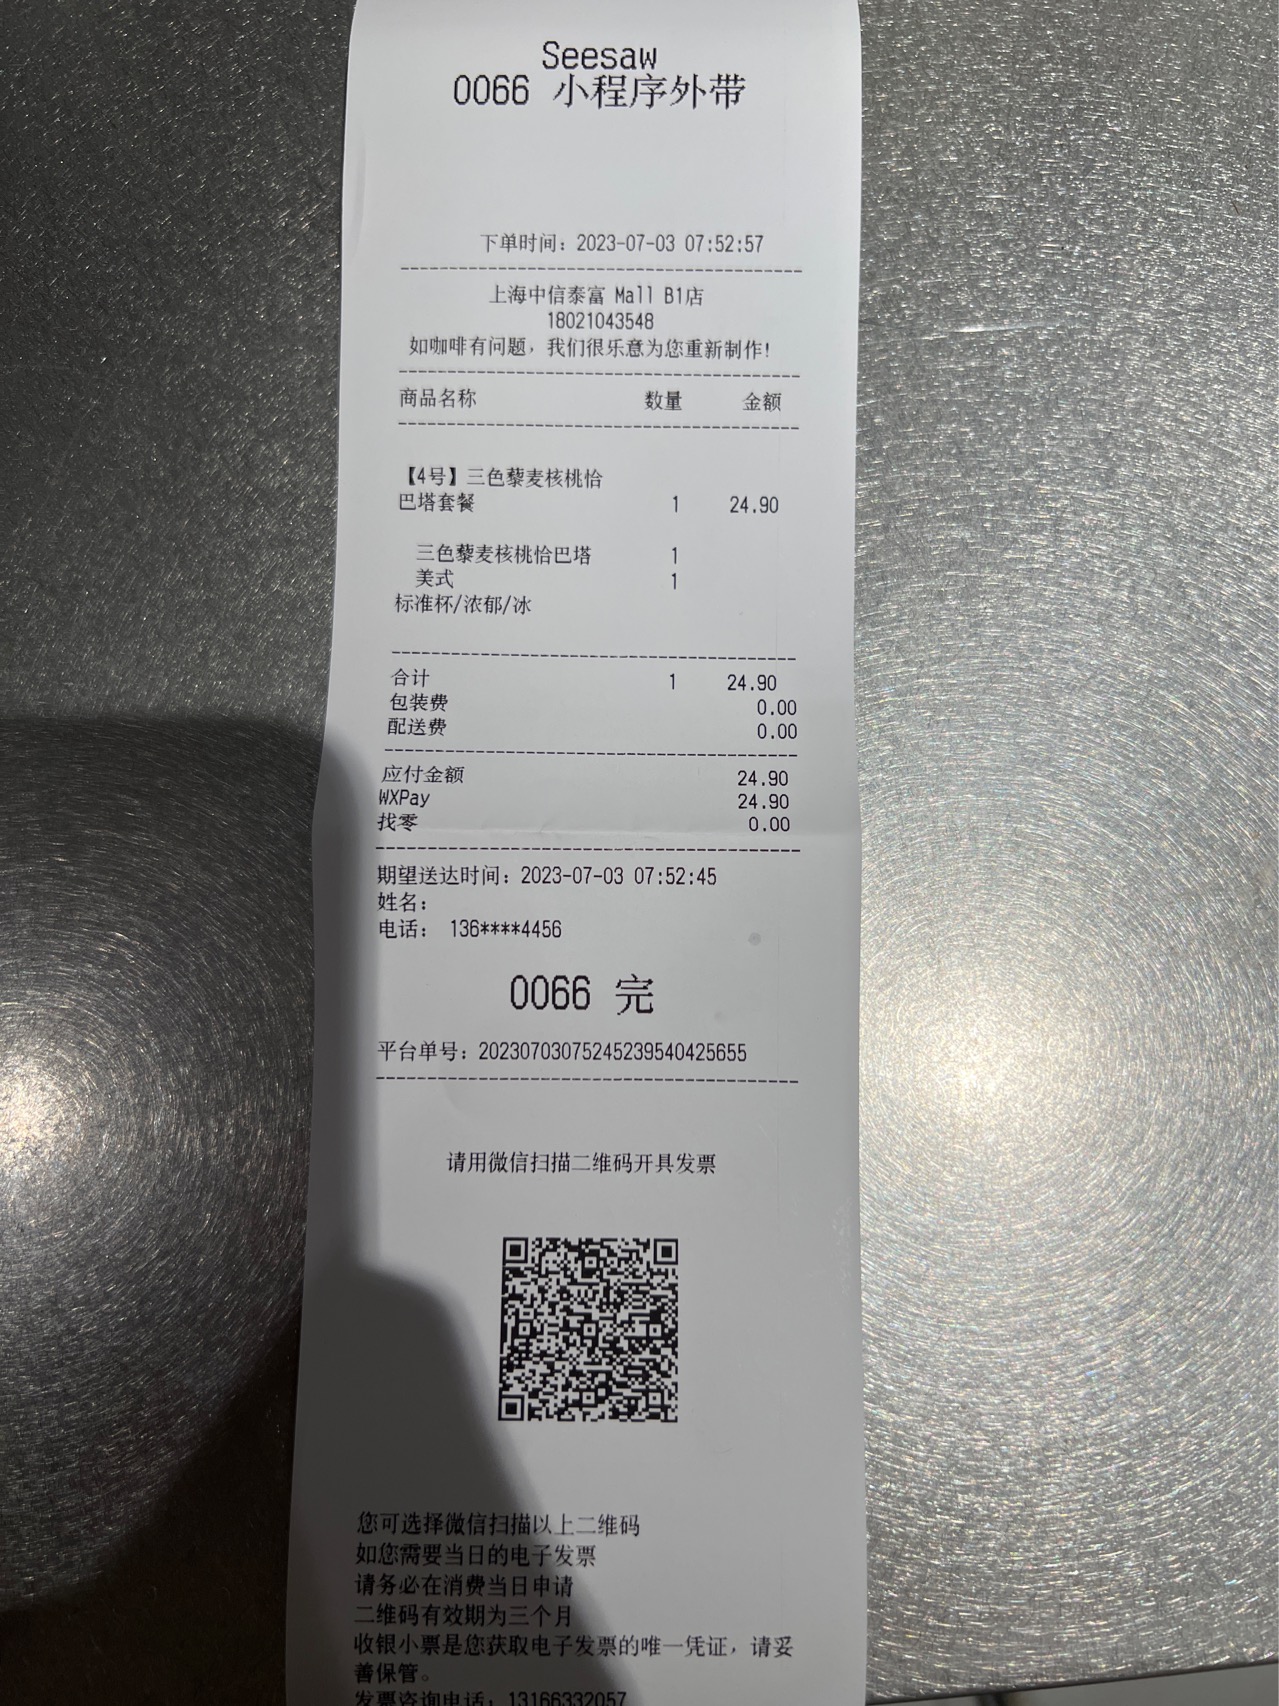 Seesaw
0066 小程序外带
下单时间：2023-07-03 07:52:57
上海中信泰富 Mall B1店
18021043548
如咖啡有问题，我们很乐意为您重新制作！
商品名称 数量 金额
【4号】三色藜麦核桃恰
巴塔套餐 1 24.90
三色藜麦核桃恰巴塔 1
美式 1
标准杯/浓郁/冰
合计 1 24.90
包装费 0.00
配送费 0.00
应付金额 24.90
WXPay 24.90
找零 0.00
期望送达时间：2023-07-03 07:52:45
姓名：
电话： 136****4456
0066 完
平台单号：20230703075245239540425655
请用微信扫描二维码开具发票
您可选择微信扫描以上二维码
如您需要当日的电子发票
请务必在消费当日申请
二维码有效期为三个月
收银小票是您获取电子发票的唯一凭证，请妥
善保管。
发票咨询电话：13166332057